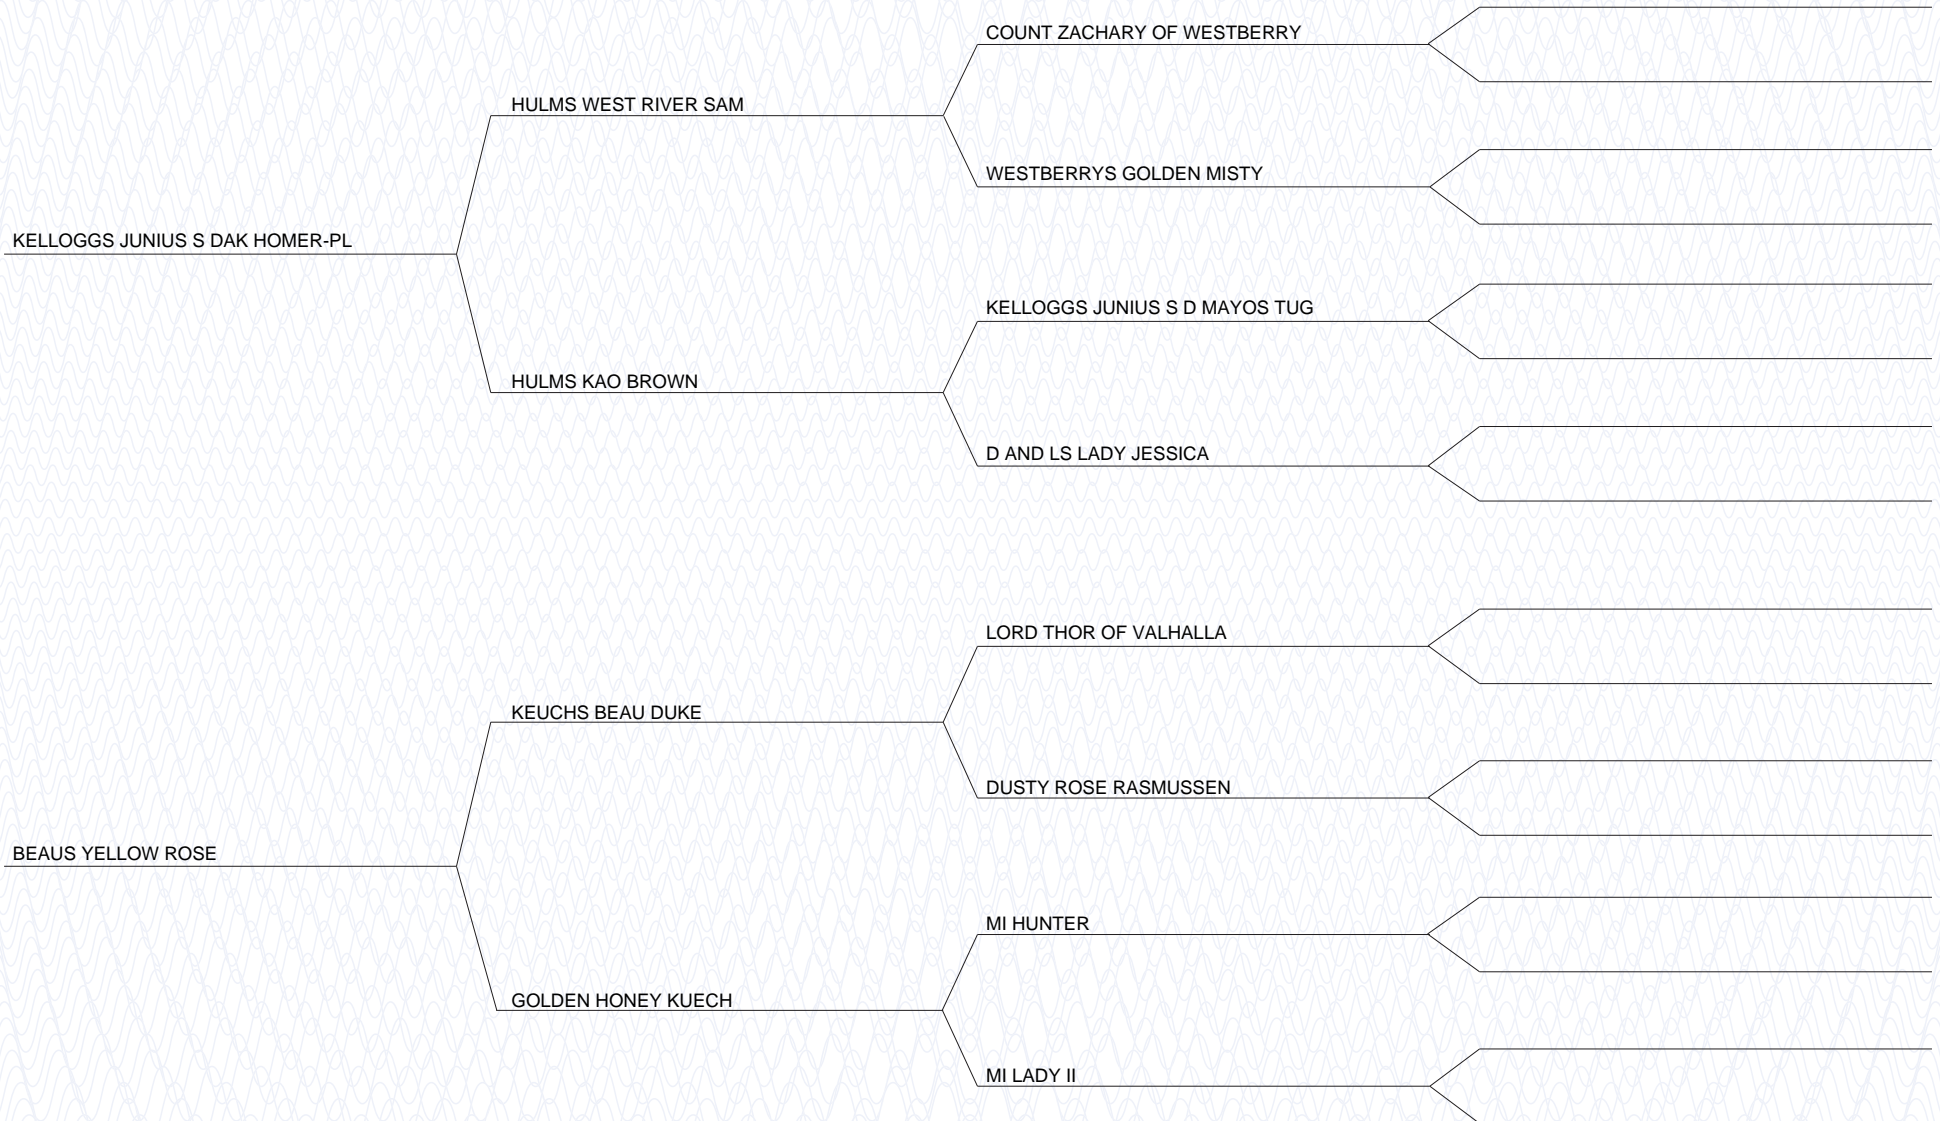 COUNT ZACHARY OF WESTBERRY
HULMS WEST RIVER SAM
WESTBERRYS GOLDEN MISTY
KELLOGGS JUNIUS S DAK HOMER-PL
KELLOGGS JUNIUS S D MAYOS TUG
HULMS KAO BROWN
D AND LS LADY JESSICA
LORD THOR OF VALHALLA
KEUCHS BEAU DUKE
DUSTY ROSE RASMUSSEN
BEAUS YELLOW ROSE
MI HUNTER
GOLDEN HONEY KUECH
MI LADY II